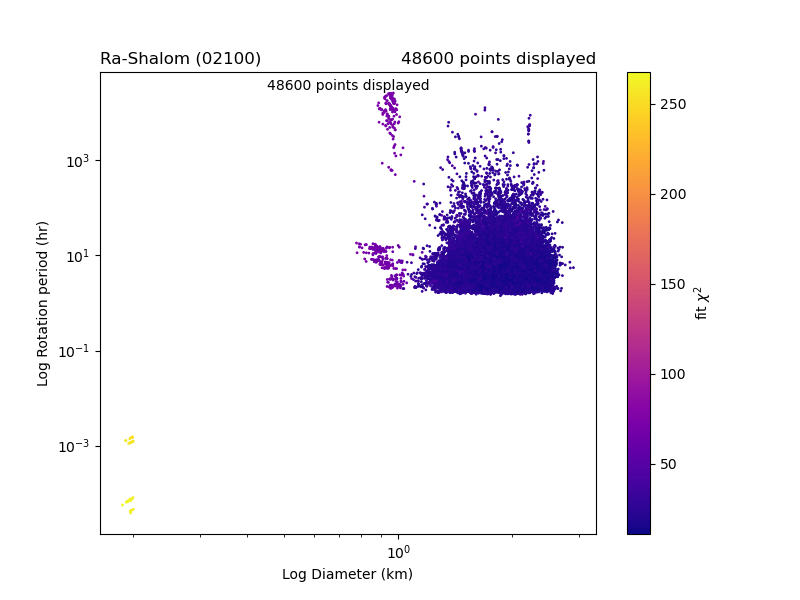 Ra-Shalom (02100) 48600 points displayed
48600 points displayed
10³
10¹
10⁻¹
10⁻³
Log Rotation period (hr)
10⁰
Log Diameter (km)
250
200
150
100
50
fit χ²